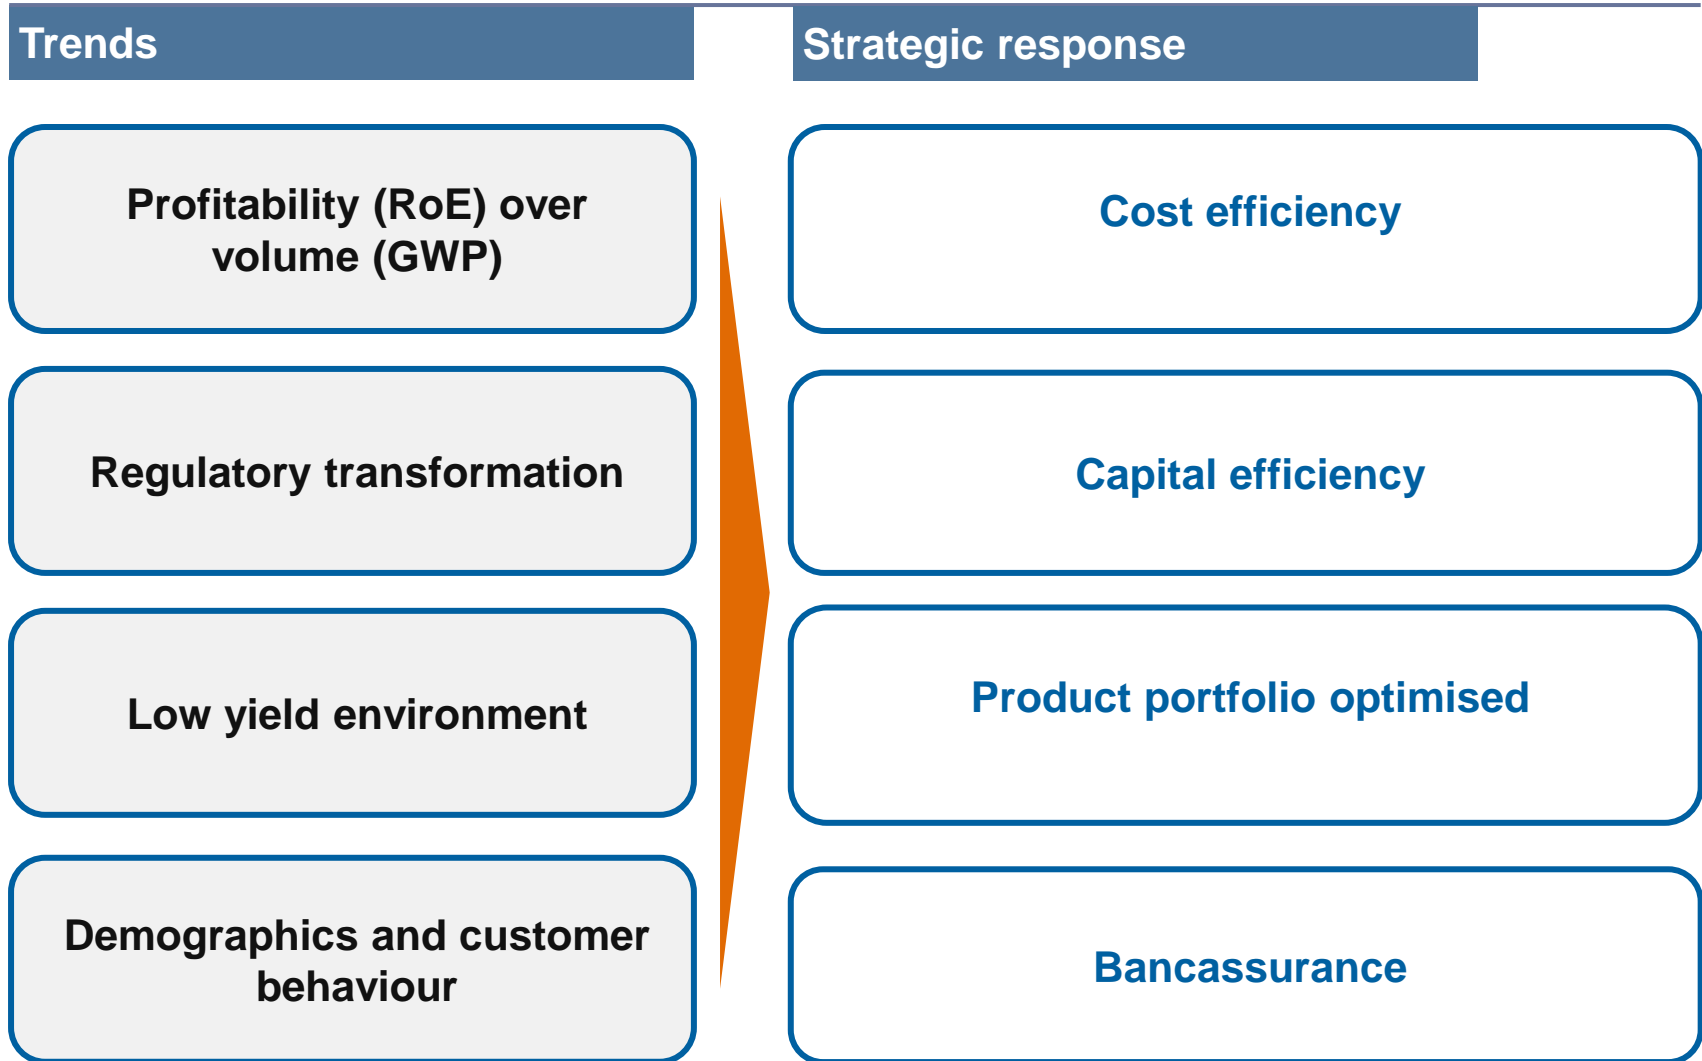 Trends
Strategic response
Profitability (RoE) over
volume (GWP)
Cost efficiency
Regulatory transformation
Capital efficiency
Low yield environment
Product portfolio optimised
Demographics and customer
behaviour
Bancassurance